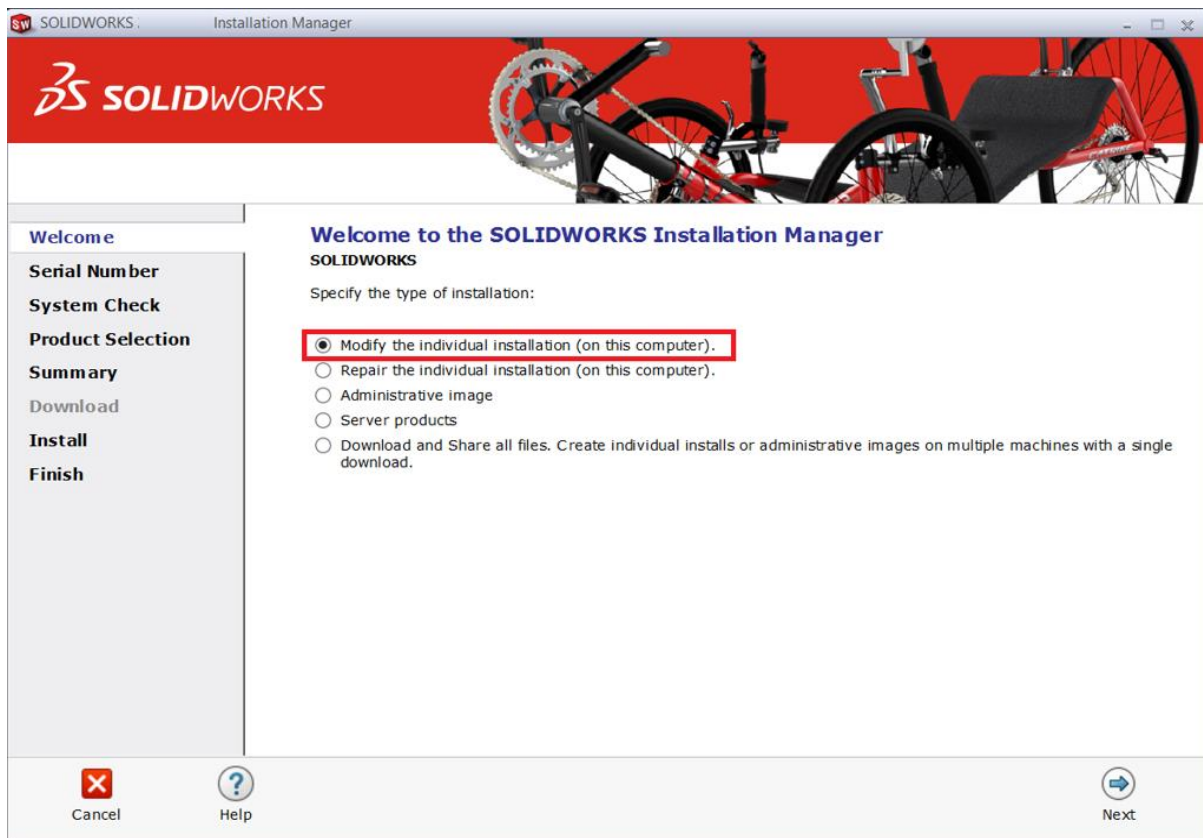 SOLIDWORKS Installation Manager
SOLIDWORKS
Welcome
Serial Number
System Check
Product Selection
Summary
Download
Install
Finish
Welcome to the SOLIDWORKS Installation Manager
SOLIDWORKS
Specify the type of installation:
Modify the individual installation (on this computer).
Repair the individual installation (on this computer).
Administrative image
Server products
Download and Share all files. Create individual installs or administrative images on multiple machines with a single
download.
Cancel
Help
Next